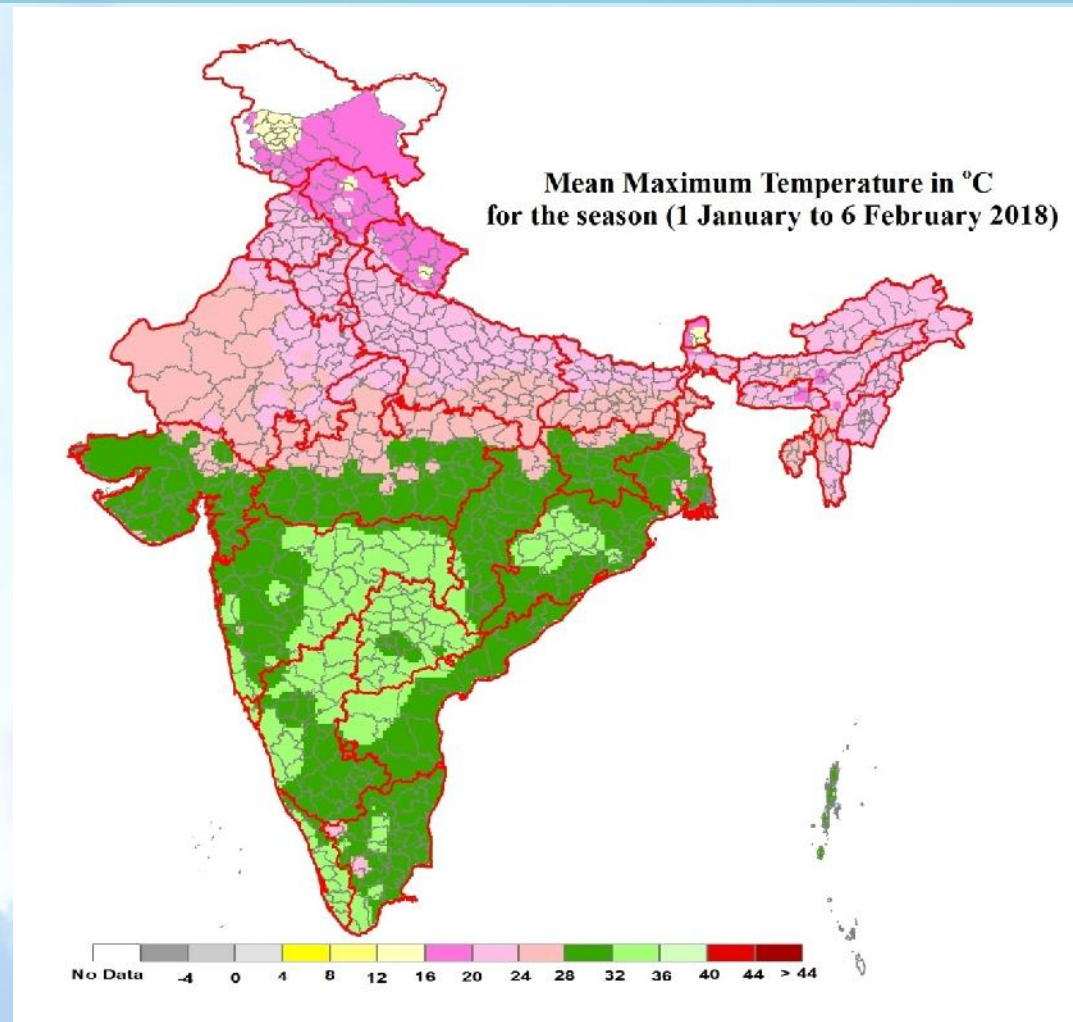 Mean Maximum Temperature in °C
for the season (1 January to 6 February 2018)
No Data -4 0 4 8 12 16 20 24 28 32 36 40 44 > 44